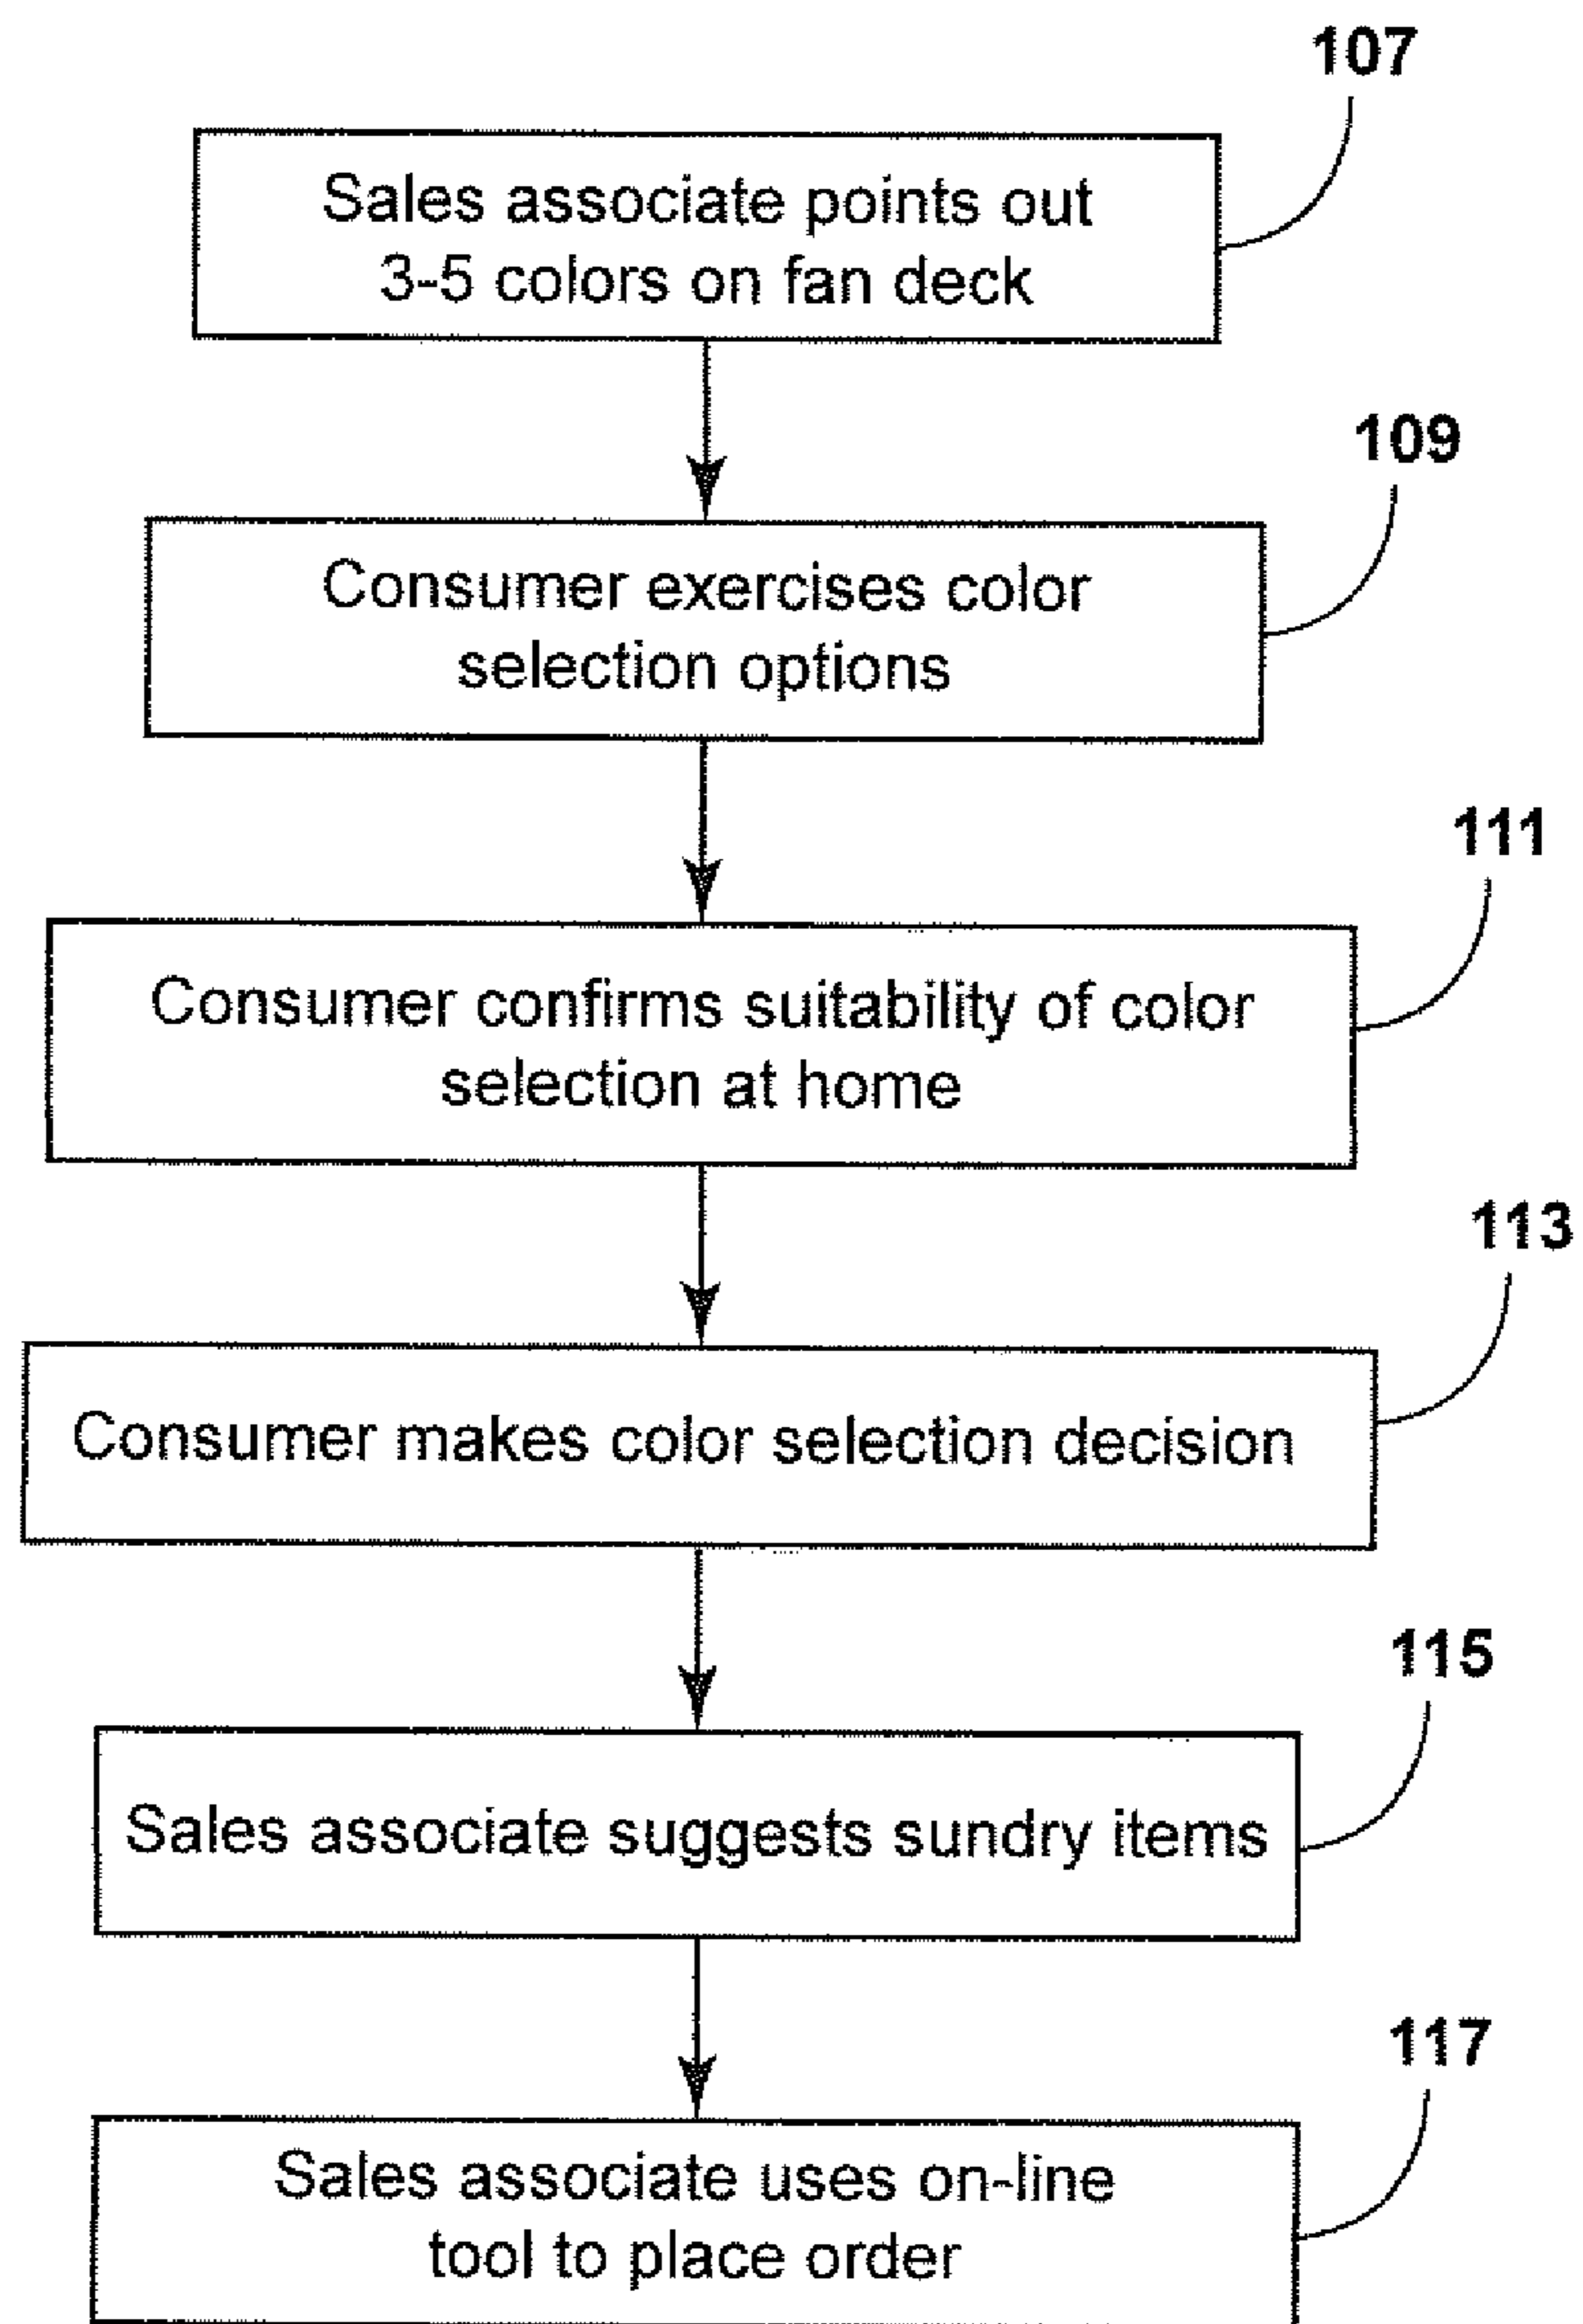 107
Sales associate points out
3-5 colors on fan deck
109
Consumer exercises color
selection options
111
Consumer confirms suitability of color
selection at home
113
Consumer makes color selection decision
115
Sales associate suggests sundry items
117
Sales associate uses on-line
tool to place order